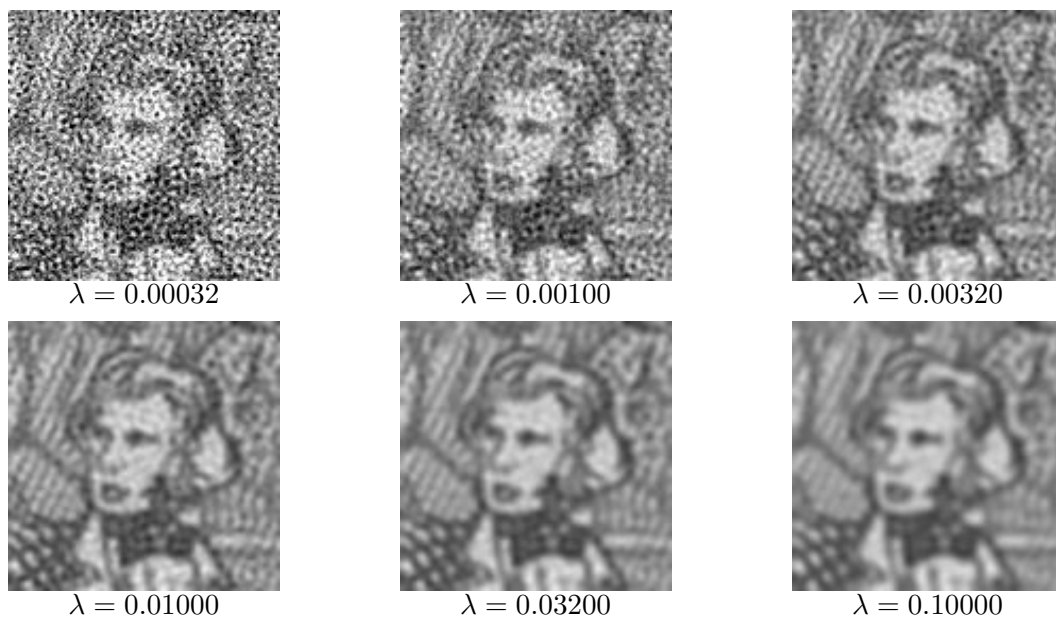 λ = 0.00032
λ = 0.00100
λ = 0.00320
λ = 0.01000
λ = 0.03200
λ = 0.10000